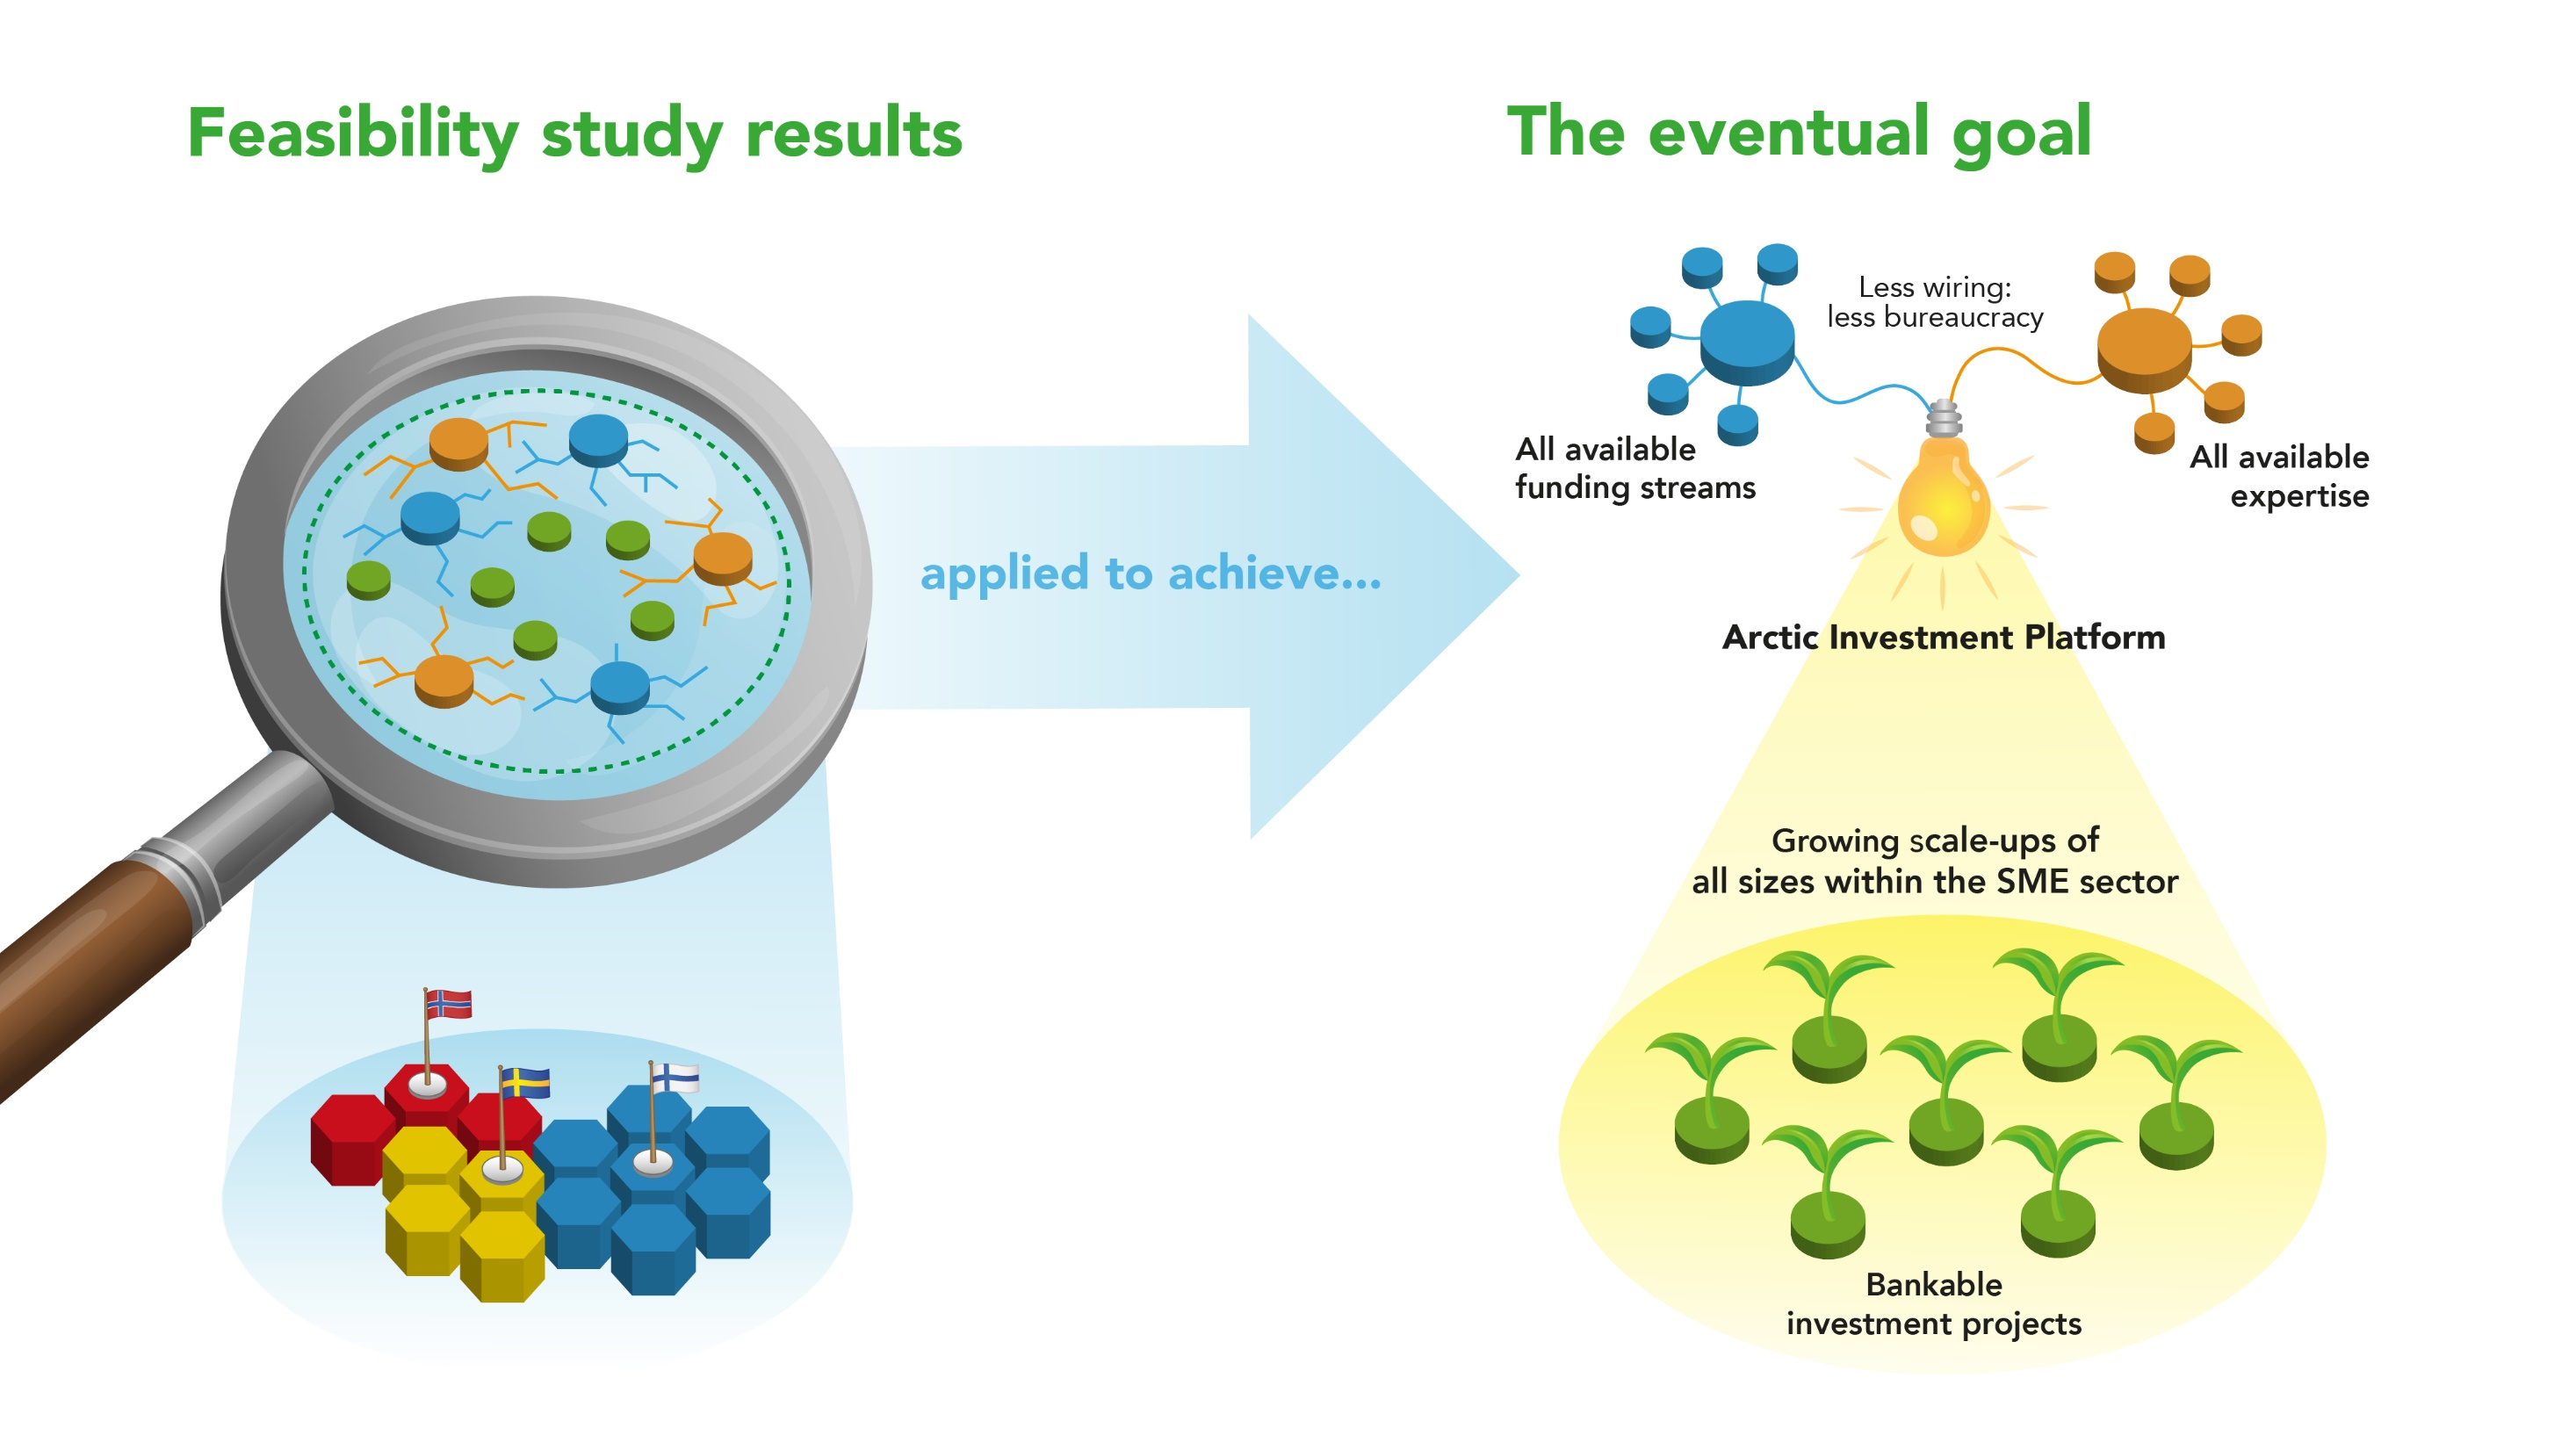 Feasibility study results
The eventual goal
Less wiring:
less bureaucracy
All available
funding streams
All available
expertise
applied to achieve...
Arctic Investment Platform
Growing scale-ups of
all sizes within the SME sector
Bankable
investment projects